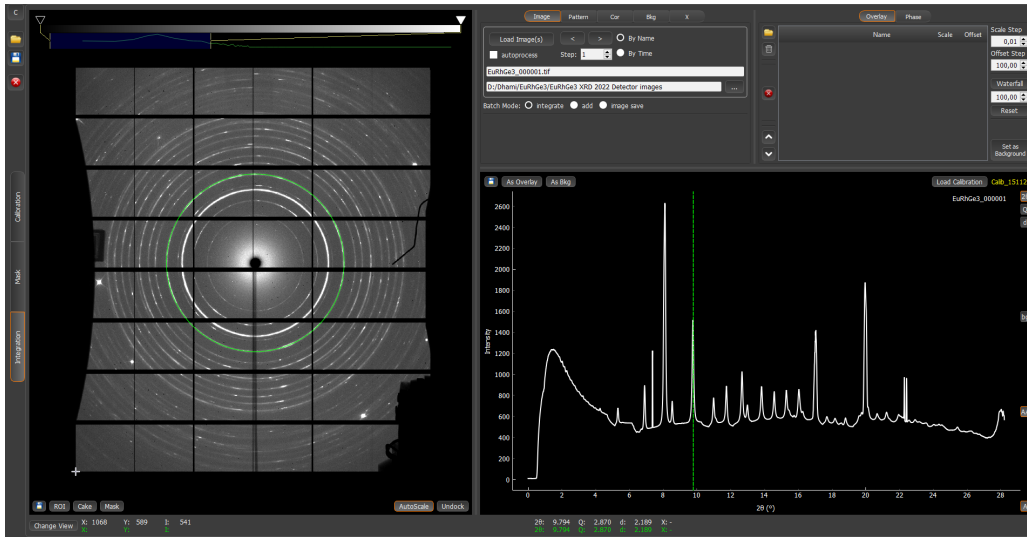 C
Image Pattern Cor Bkg X
Load Image(s) < > By Name
autoprocess Step: 1 By Time
EuRhGe3_000001.tif
D:/Dhami/EuRhGe3/EuRhGe3 XRD 2022 Detector images ...
Batch Mode: integrate add image save
Overlay Phase
Name Scale Offset
Scale Step
0,01
Offset Step
100,00
Waterfall
100,00
Reset
Set as
Background
Calibration
Mask
Integration
As Overlay As Bkg Load Calibration Calib_15112
EuRhGe3_000001
2θ
Q
d
bg
Intensity
2600
2400
2200
2000
1800
1600
1400
1200
1000
800
600
400
200
0
0 2 4 6 8 10 12 14 16 18 20 22 24 26 28
2θ (°)
ROI Cake Mask AutoScale Undock
Change View X: 1068 Y: 589 I: 541
X: Y: I:
2θ: 9.794 Q: 2.870 d: 2.189 X: -
2θ: 9.794 Q: 2.870 d: 2.189 X: -